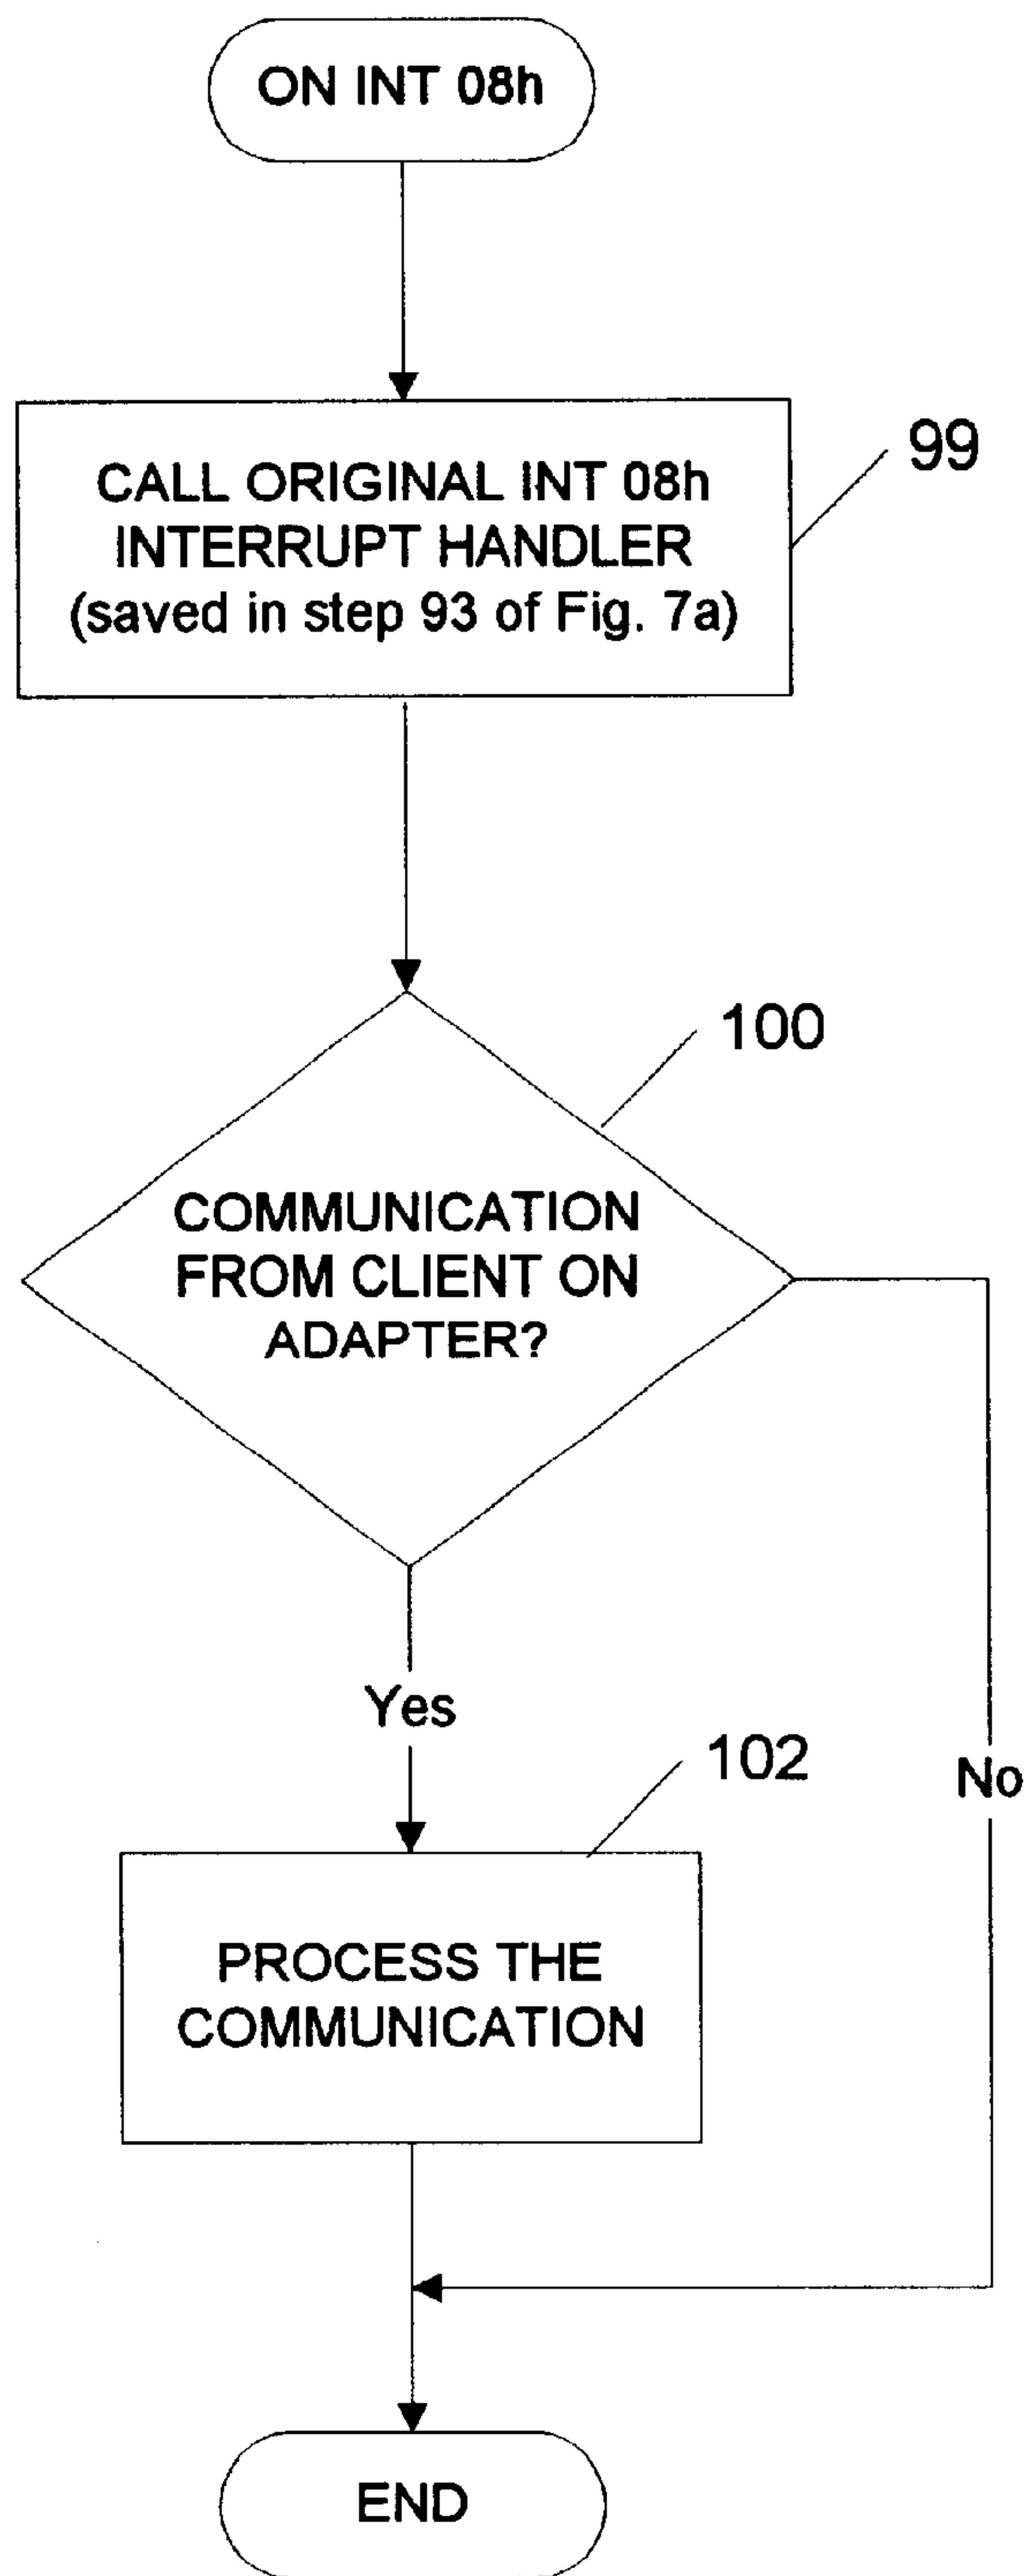 ON INT 08h
CALL ORIGINAL INT 08h
INTERRUPT HANDLER
(saved in step 93 of Fig. 7a)
99
100
COMMUNICATION
FROM CLIENT ON
ADAPTER?
Yes
No
102
PROCESS THE
COMMUNICATION
END